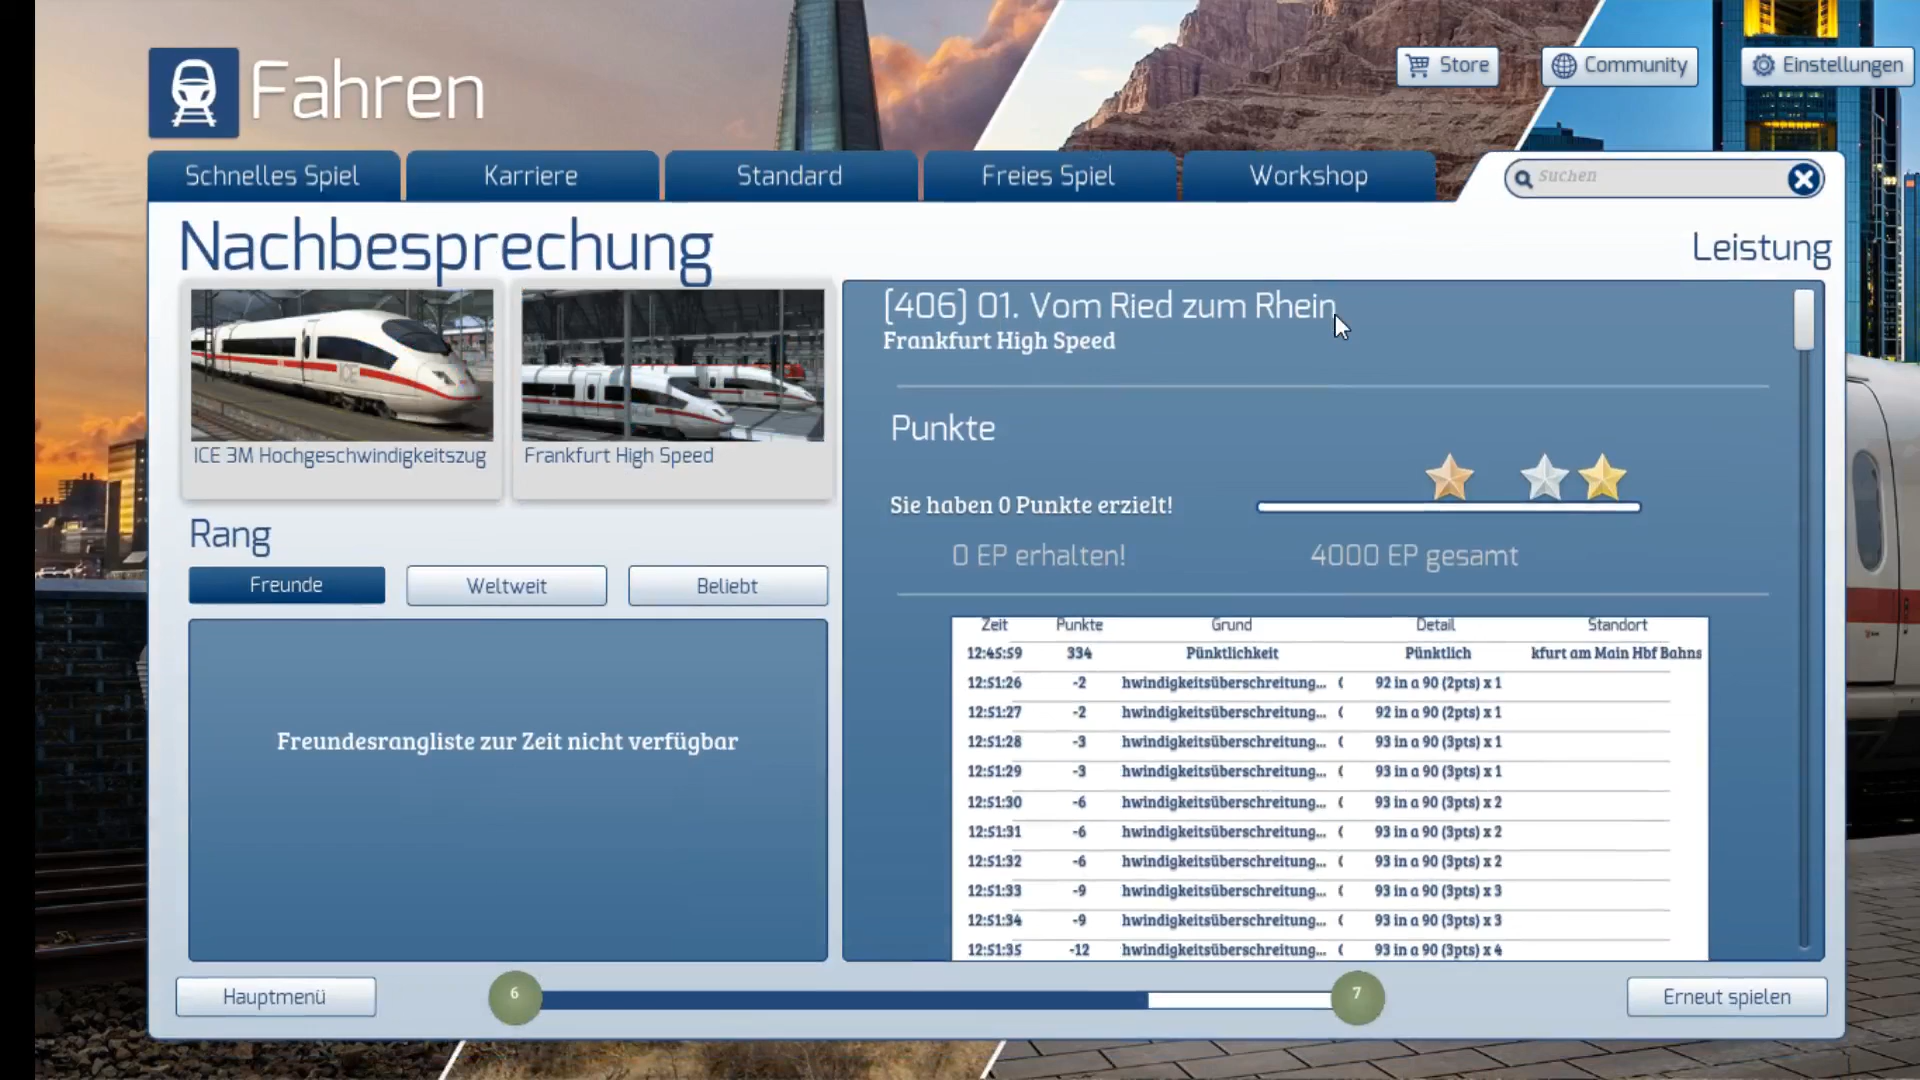 Fahren
Store
Community
Einstellungen
Schnelles Spiel
Karriere
Standard
Freies Spiel
Workshop
Suchen
Nachbesprechung
Leistung
ICE 3M Hochgeschwindigkeitszug
Frankfurt High Speed
Rang
Freunde
Weltweit
Beliebt
Freundesrangliste zur Zeit nicht verfügbar
[406] 01. Vom Ried zum Rhein
Frankfurt High Speed
Punkte
Sie haben 0 Punkte erzielt!
0 EP erhalten!
4000 EP gesamt
Zeit Punkte Grund Detail Standort
12:45:59 334 Pünktlichkeit Pünktlich kfurt am Main Hbf Bahns
12:51:26 -2 hwindigkeitsüberschreitung... ( 92 in a 90 (2pts) x 1
12:51:27 -2 hwindigkeitsüberschreitung... ( 92 in a 90 (2pts) x 1
12:51:28 -3 hwindigkeitsüberschreitung... ( 93 in a 90 (3pts) x 1
12:51:29 -3 hwindigkeitsüberschreitung... ( 93 in a 90 (3pts) x 1
12:51:30 -6 hwindigkeitsüberschreitung... ( 93 in a 90 (3pts) x 2
12:51:31 -6 hwindigkeitsüberschreitung... ( 93 in a 90 (3pts) x 2
12:51:32 -6 hwindigkeitsüberschreitung... ( 93 in a 90 (3pts) x 2
12:51:33 -9 hwindigkeitsüberschreitung... ( 93 in a 90 (3pts) x 3
12:51:34 -9 hwindigkeitsüberschreitung... ( 93 in a 90 (3pts) x 3
12:51:35 -12 hwindigkeitsüberschreitung... ( 93 in a 90 (3pts) x 4
Hauptmenü
6
7
Erneut spielen